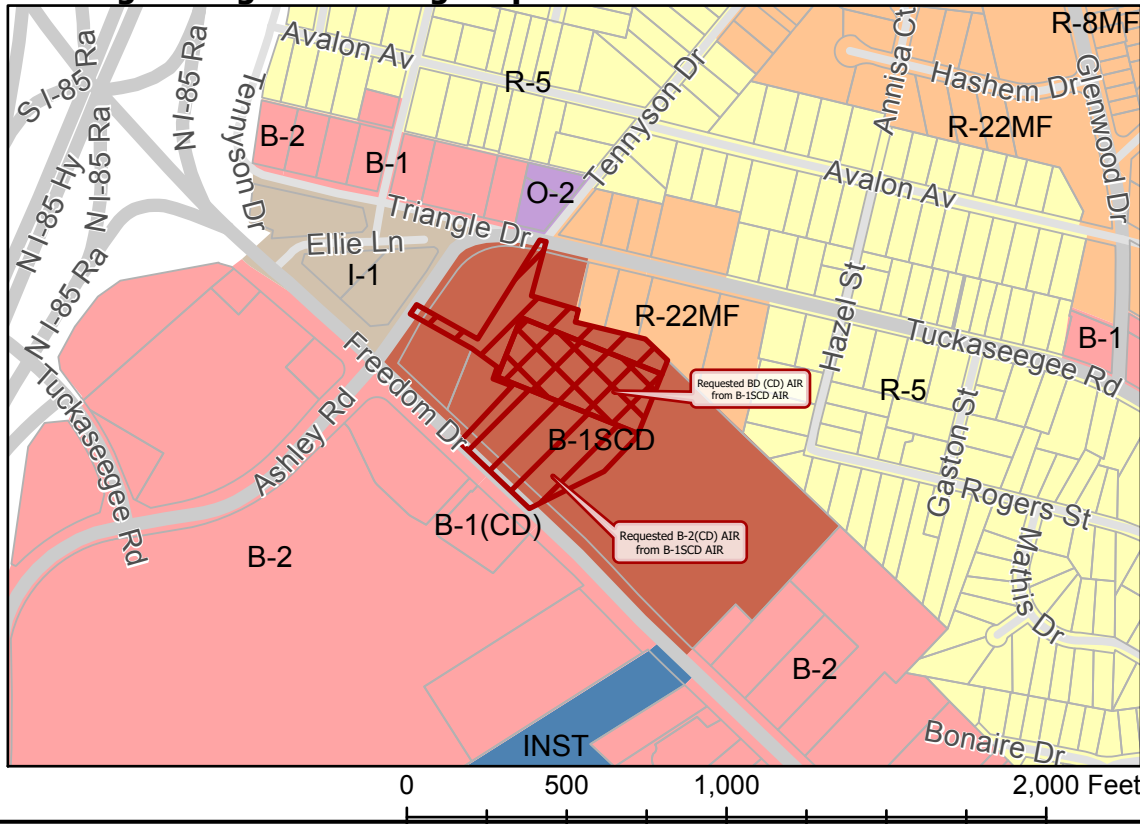 R-8MF
Avalon Av
S I-85 Ra
N I-85 Ra
Tennyson Dr
Annisa Ct
Hashem Dr
Glenwood Dr
R-5
R-22MF
N I-85 Ra
Tennyson Dr
B-2
B-1
O-2
Avalon Av
N I-85 Hy
Triangle Dr
Ellie Ln
I-1
N I-85 Ra
Hazel St
R-22MF
Tuckaseegee Rd
B-1
Freedom Dr
Requested BD (CD) AIR
from B-1SCD AIR
R-5
Tuckaseegee Rd
Ashley Rd
B-1SCD
Gaston St
Rogers St
B-1(CD)
Requested B-2(CD) AIR
from B-1SCD AIR
B-2
Mathis Dr
B-2
INST
Bonaire Dr
0 500 1,000 2,000 Feet